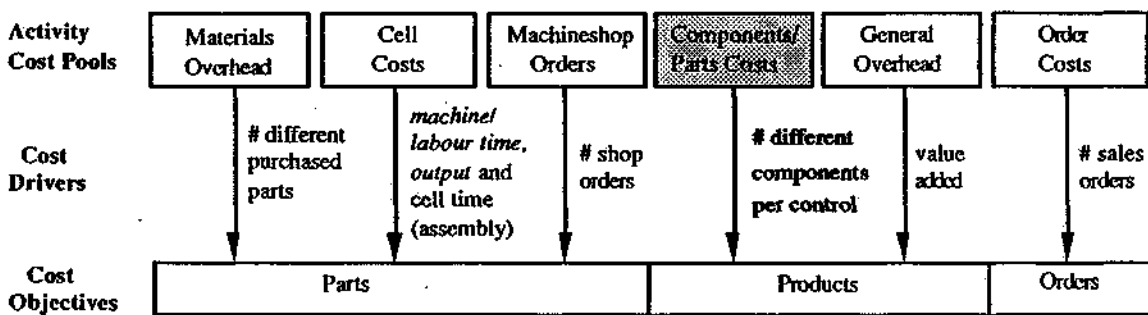 Activity
Cost Pools
Materials
Overhead
Cell
Costs
Machineshop
Orders
Components/
Parts Costs
General
Overhead
Order
Costs
Cost
Drivers
# different
purchased
parts
machine/
labour time,
output and
cell time
(assembly)
# shop
orders
# different
components
per control
value
added
# sales
orders
Cost
Objectives
Parts
Products
Orders